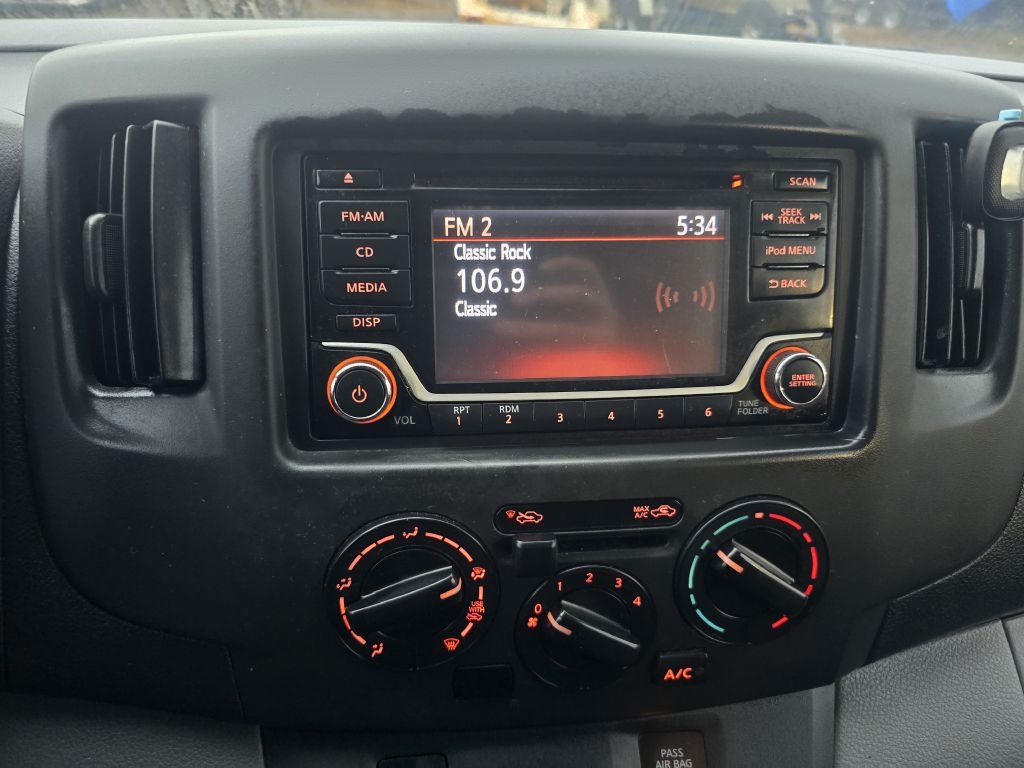 SCAN
FM·AM
CD
MEDIA
DISP
FM 2 5:34
Classic Rock
106.9
Classic
SEEK
TRACK
iPod MENU
BACK
ENTER
SETTING
VOL
RPT
1
RDM
2
3
4
5
6
TUNE
FOLDER
MAX
A/C
USE
WITH
0 1 2 3 4
A/C
PASS
AIR BAG